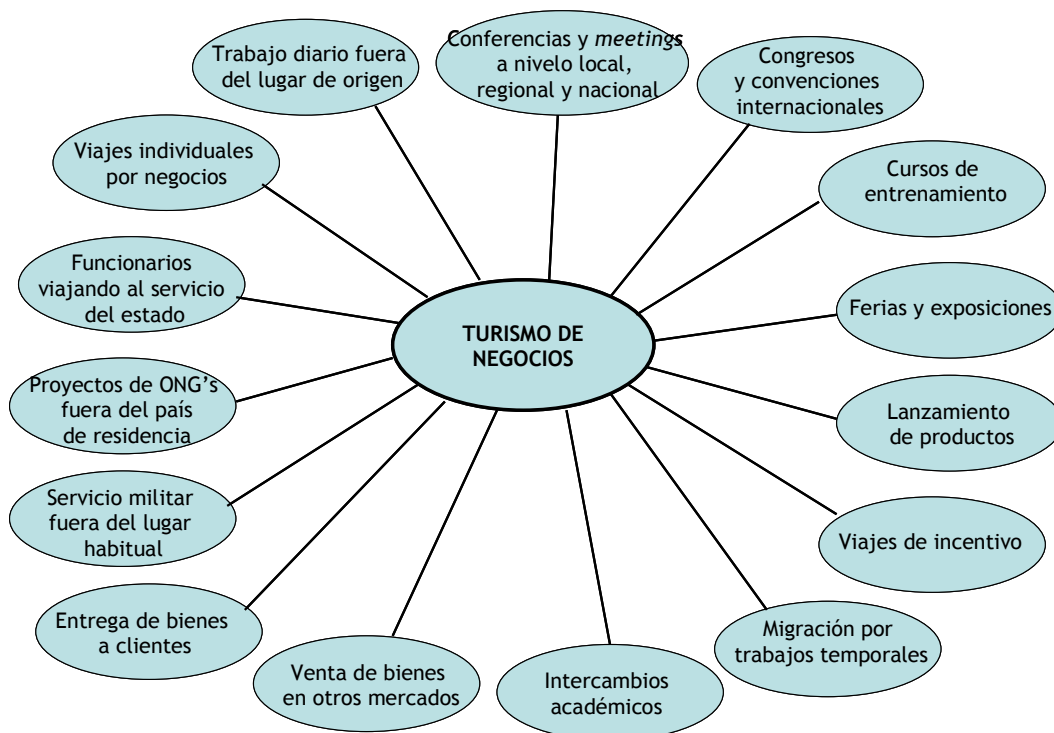 Conferencias y meetings
a nivelo local,
regional y nacional
Congresos
y convenciones
internacionales
Cursos de
entrenamiento
Ferias y exposiciones
Lanzamiento
de productos
Viajes de incentivo
Migración por
trabajos temporales
Intercambios
académicos
Venta de bienes
en otros mercados
Entrega de bienes
a clientes
Servicio militar
fuera del lugar
habitual
Proyectos de ONG's
fuera del país
de residencia
Funcionarios
viajando al servicio
del estado
Viajes individuales
por negocios
Trabajo diario fuera
del lugar de origen
TURISMO DE
NEGOCIOS